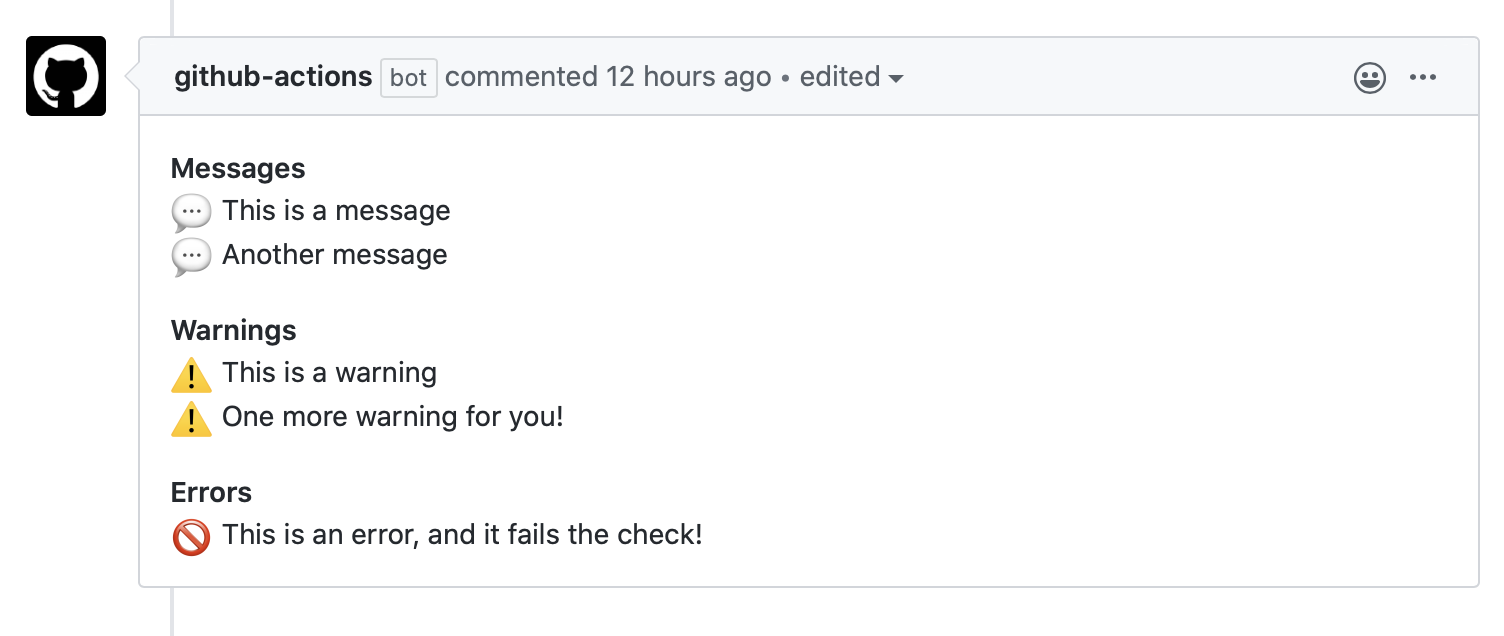 github-actions bot commented 12 hours ago • edited
Messages
💬 This is a message
💬 Another message
Warnings
⚠️ This is a warning
⚠️ One more warning for you!
Errors
🚫 This is an error, and it fails the check!